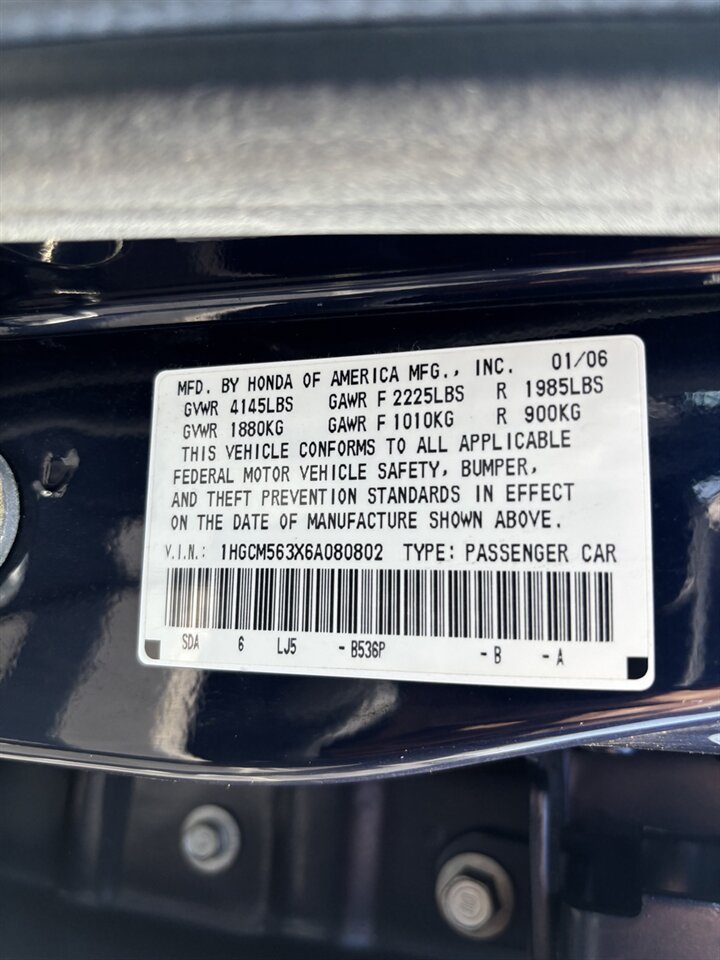 MFD. BY HONDA OF AMERICA MFG., INC. 01/06
GVWR 4145LBS GAWR F 2225LBS R 1985LBS
GVWR 1880KG GAWR F 1010KG R 900KG
THIS VEHICLE CONFORMS TO ALL APPLICABLE
FEDERAL MOTOR VEHICLE SAFETY, BUMPER,
AND THEFT PREVENTION STANDARDS IN EFFECT
ON THE DATE OF MANUFACTURE SHOWN ABOVE.
V.I.N.: 1HGCM563X6A080802 TYPE: PASSENGER CAR
SDA 6 LJ5 - B536P - B - A